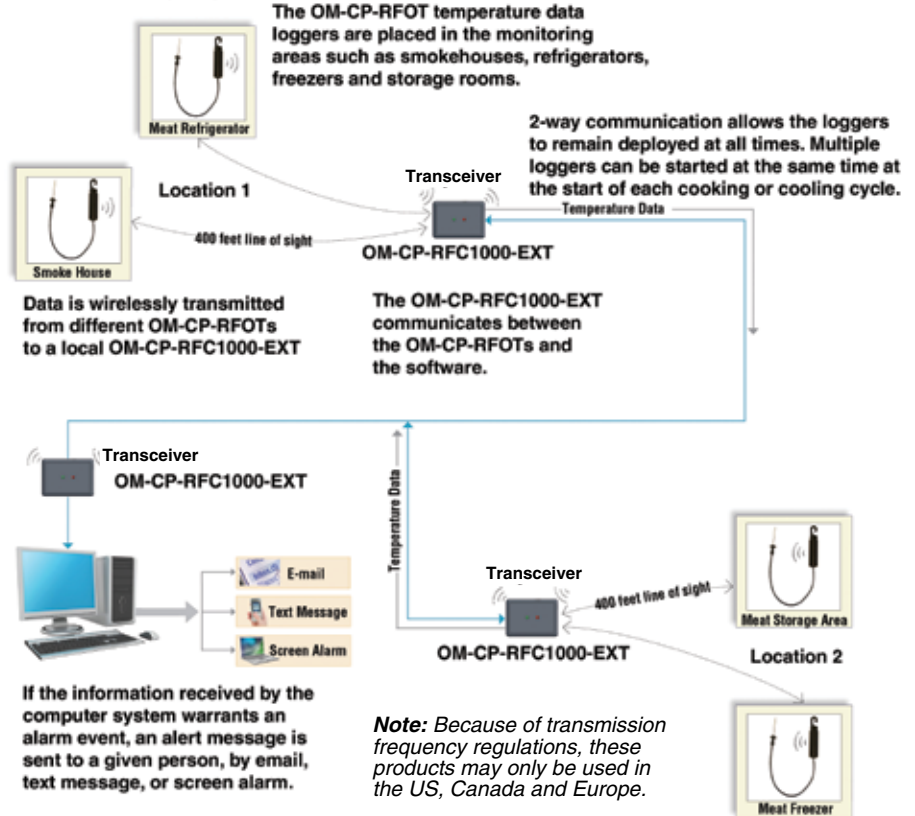 The OM-CP-RFOT temperature data
loggers are placed in the monitoring
areas such as smokehouses, refrigerators,
freezers and storage rooms.
Meat Refrigerator
2-way communication allows the loggers
to remain deployed at all times. Multiple
loggers can be started at the same time at
the start of each cooking or cooling cycle.
Location 1
Transceiver
Temperature Data
400 feet line of sight
OM-CP-RFC1000-EXT
Smoke House
Data is wirelessly transmitted
from different OM-CP-RFOTs
to a local OM-CP-RFC1000-EXT
The OM-CP-RFC1000-EXT
communicates between
the OM-CP-RFOTs and
the software.
Transceiver
OM-CP-RFC1000-EXT
Temperature Data
E-mail
Text Message
Screen Alarm
Transceiver
400 feet line of sight
OM-CP-RFC1000-EXT
Meat Storage Area
Location 2
If the information received by the
computer system warrants an
alarm event, an alert message is
sent to a given person, by email,
text message, or screen alarm.
Note: Because of transmission
frequency regulations, these
products may only be used in
the US, Canada and Europe.
Meat Freezer